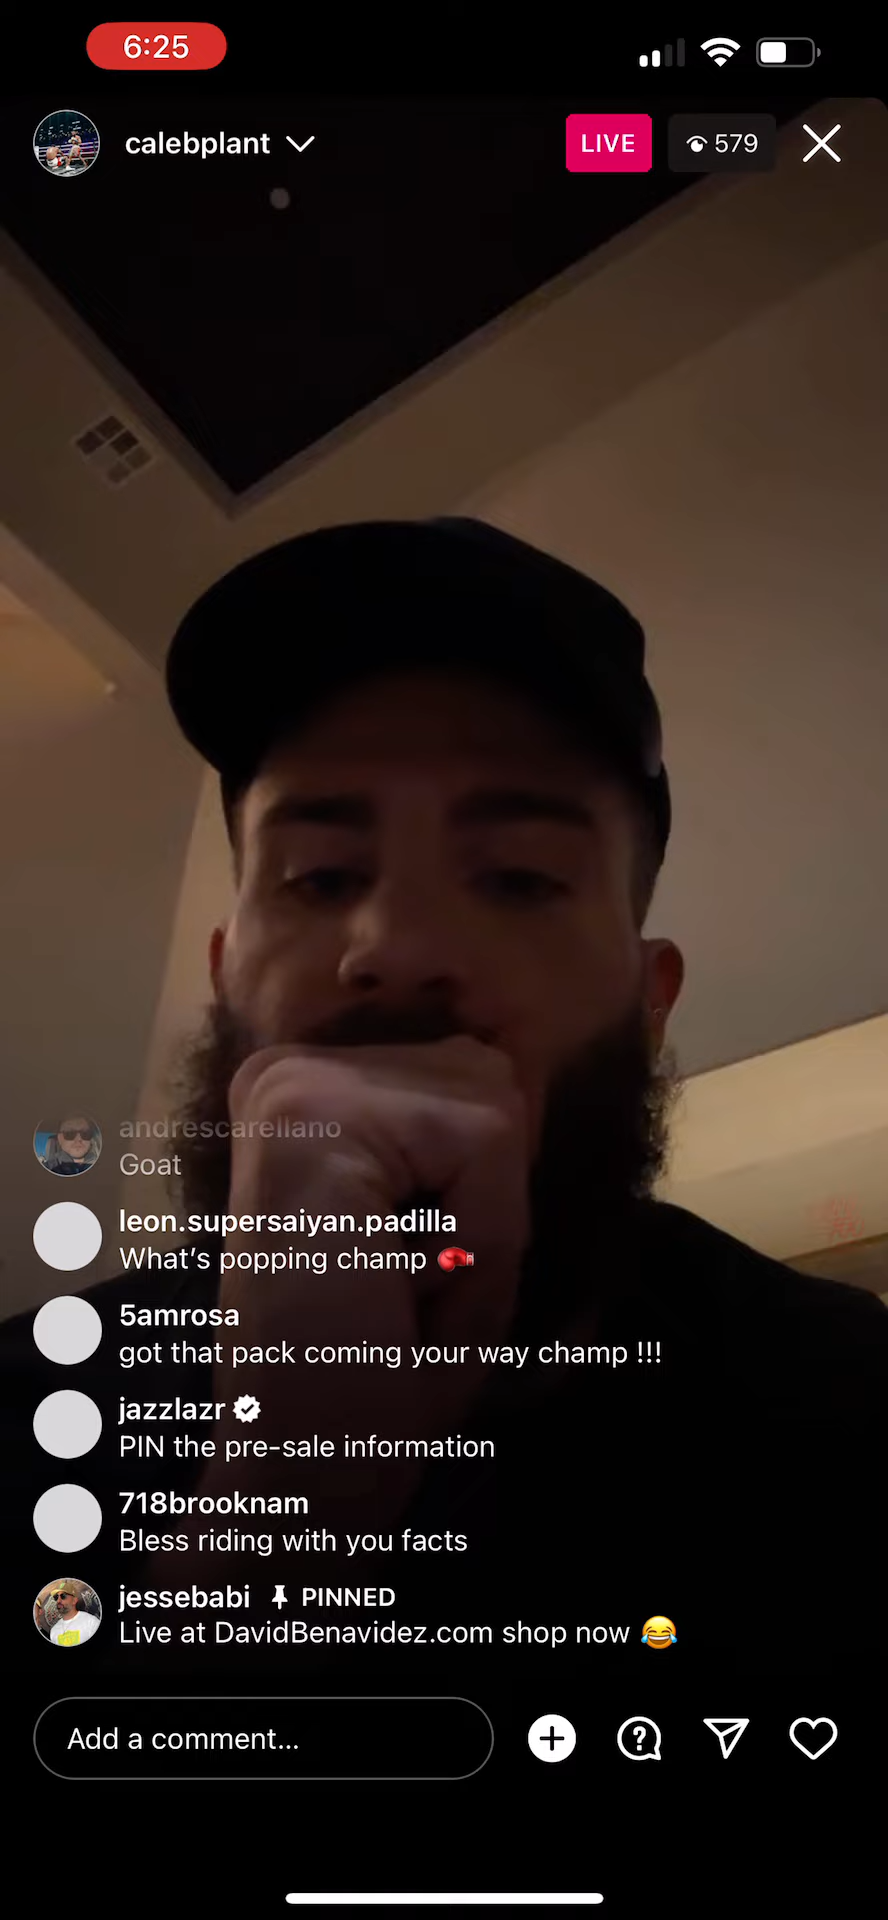 6:25
calebplant
LIVE
579
andrescarellano
Goat
leon.supersaiyan.padilla
What’s popping champ 🥊
5amrosa
got that pack coming your way champ !!!
jazzlazr
PIN the pre-sale information
718brooknam
Bless riding with you facts
jessebabi PINNED
Live at DavidBenavidez.com shop now 😂
Add a comment...